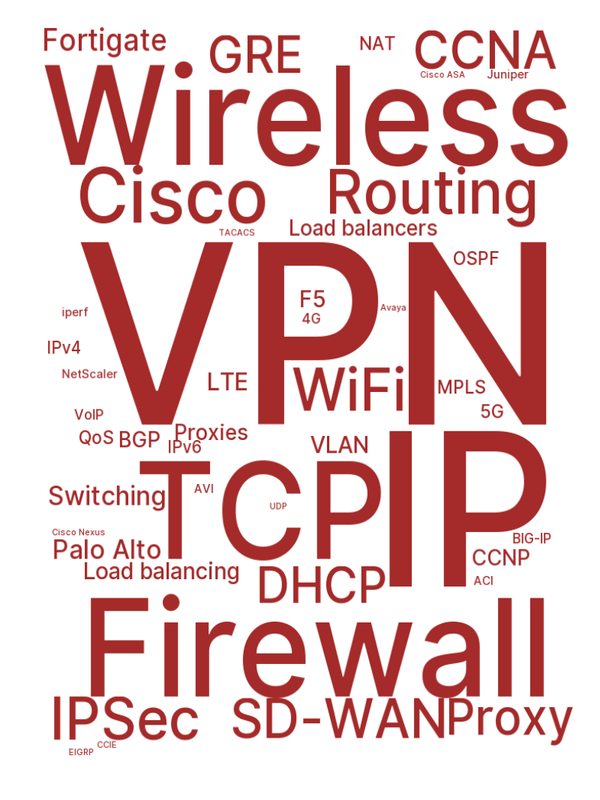 Fortigate
GRE
NAT
CCNA
Cisco ASA
Juniper
Wireless
Cisco
Routing
TACACS
Load balancers
VPN
OSPF
F5
4G
Avaya
iperf
IPv4
NetScaler
LTE
WiFi
MPLS
5G
VoIP
QoS
BGP
Proxies
IPv6
VLAN
IP
TCP
Switching
AVI
UDP
Cisco Nexus
Palo Alto
BIG-IP
CCNP
Load balancing
DHCP
ACI
Firewall
IPSec
SD-WAN
Proxy
CCIE
EIGRP